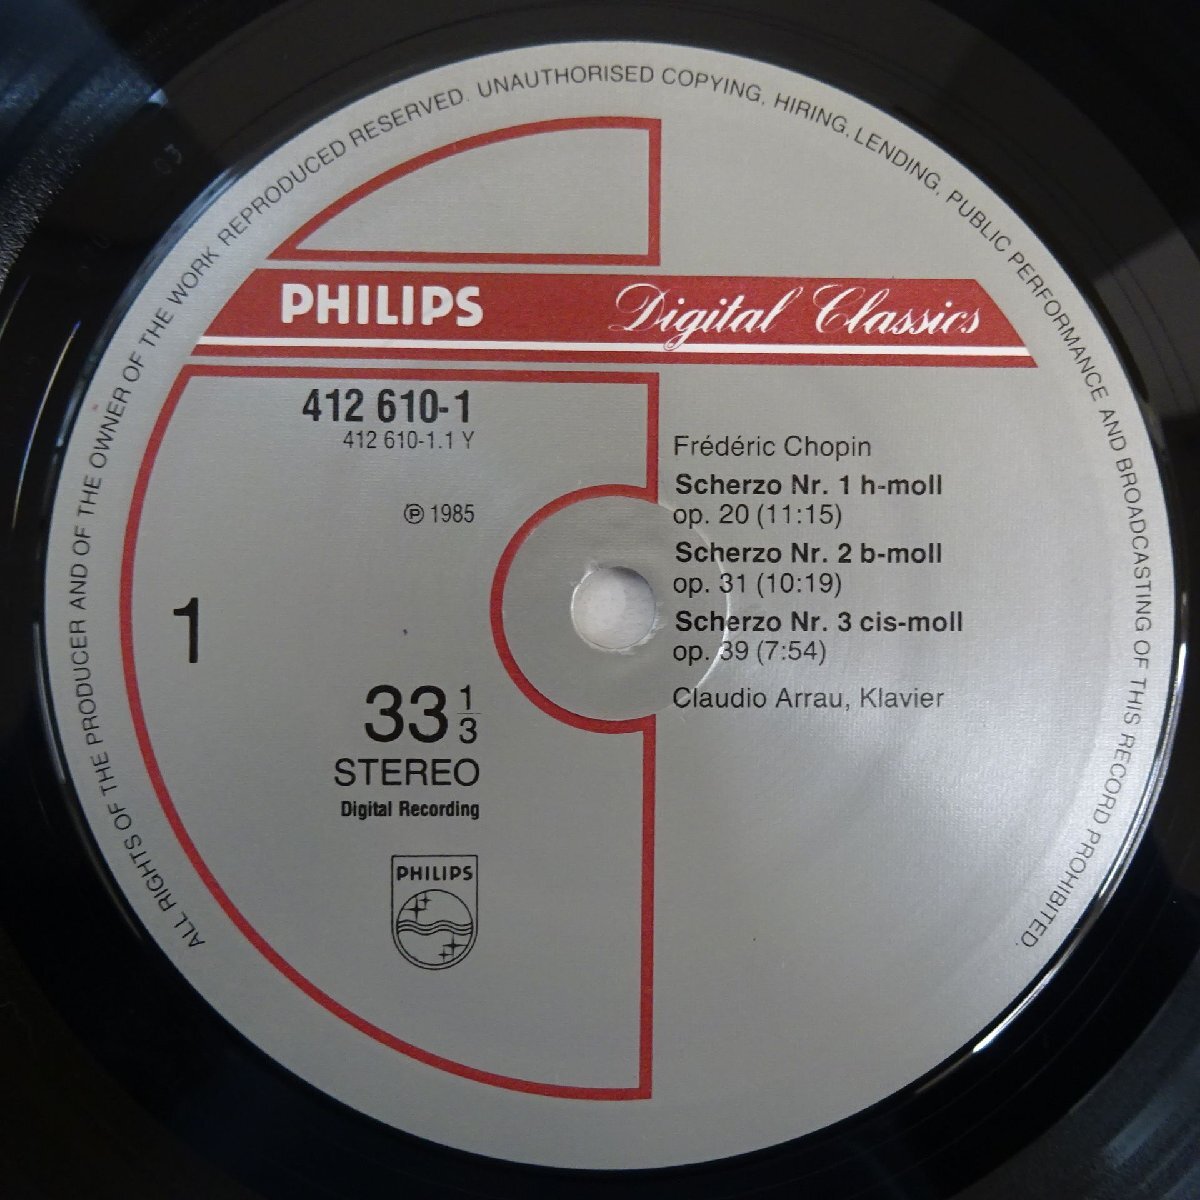 ALL RIGHTS OF THE PRODUCER AND OF THE OWNER OF THE WORK REPRODUCED RESERVED. UNAUTHORISED COPYING, HIRING, LENDING, PUBLIC PERFORMANCE AND BROADCASTING OF THIS RECORD PROHIBITED.
PHILIPS Digital Classics
412 610-1
412 610-1.1 Y
℗ 1985
1
33 1/3
STEREO
Digital Recording
PHILIPS
Frédéric Chopin
Scherzo Nr. 1 h-moll
op. 20 (11:15)
Scherzo Nr. 2 b-moll
op. 31 (10:19)
Scherzo Nr. 3 cis-moll
op. 39 (7:54)
Claudio Arrau, Klavier